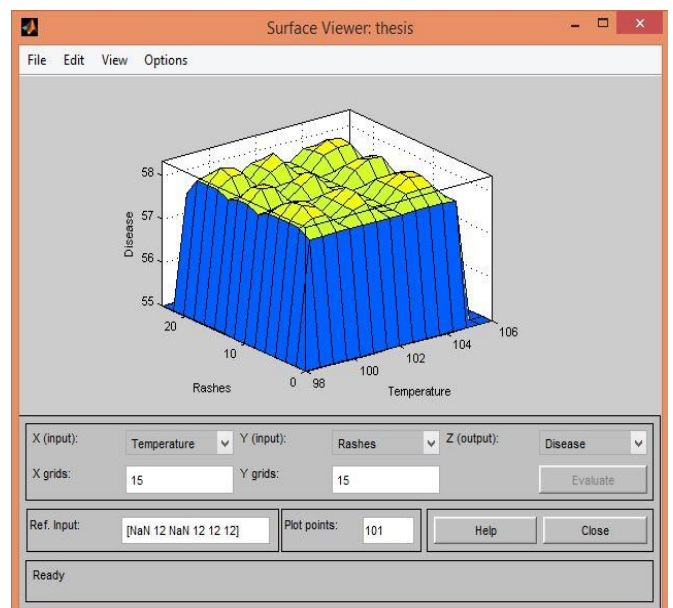 Surface Viewer: thesis
File Edit View Options
58
57
56
55
Disease
20
10
0
Rashes
98
100
102
104
106
Temperature
X (input): Temperature Y (input): Rashes Z (output): Disease
X grids: 15 Y grids: 15 Evaluate
Ref. Input: [NaN 12 NaN 12 12 12] Plot points: 101 Help Close
Ready